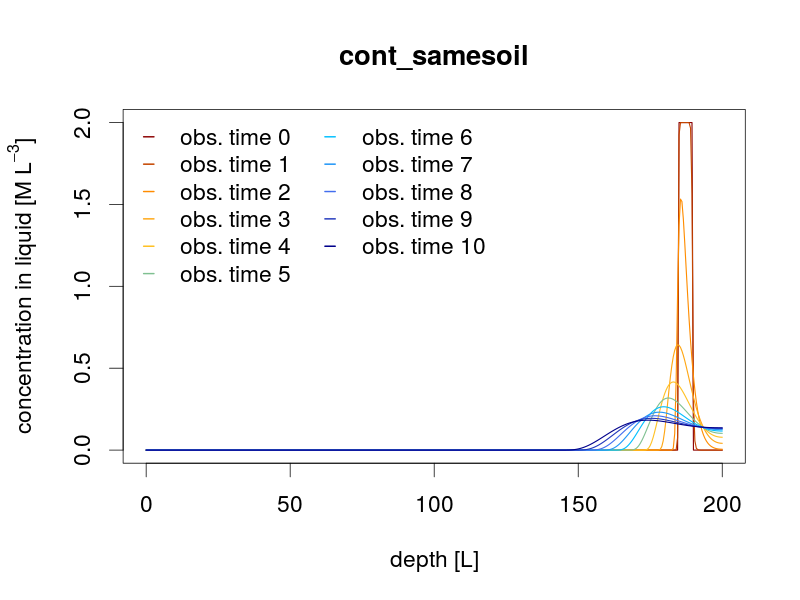 cont_samesoil
concentration in liquid [M L⁻³]
2.0
1.5
1.0
0.5
0.0
obs. time 0
obs. time 1
obs. time 2
obs. time 3
obs. time 4
obs. time 5
obs. time 6
obs. time 7
obs. time 8
obs. time 9
obs. time 10
0 50 100 150 200
depth [L]